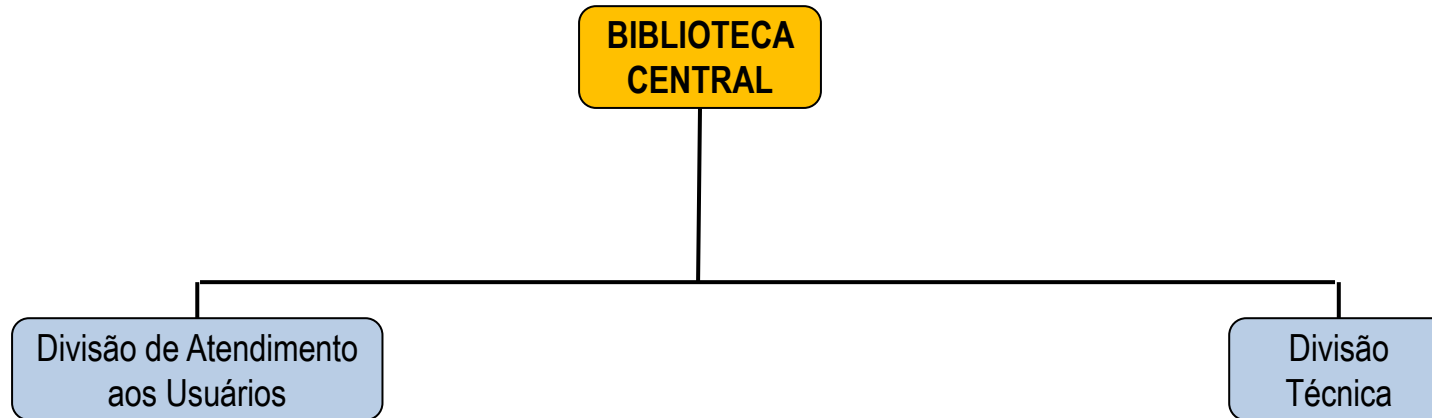 BIBLIOTECA
CENTRAL
Divisão de Atendimento
aos Usuários
Divisão
Técnica